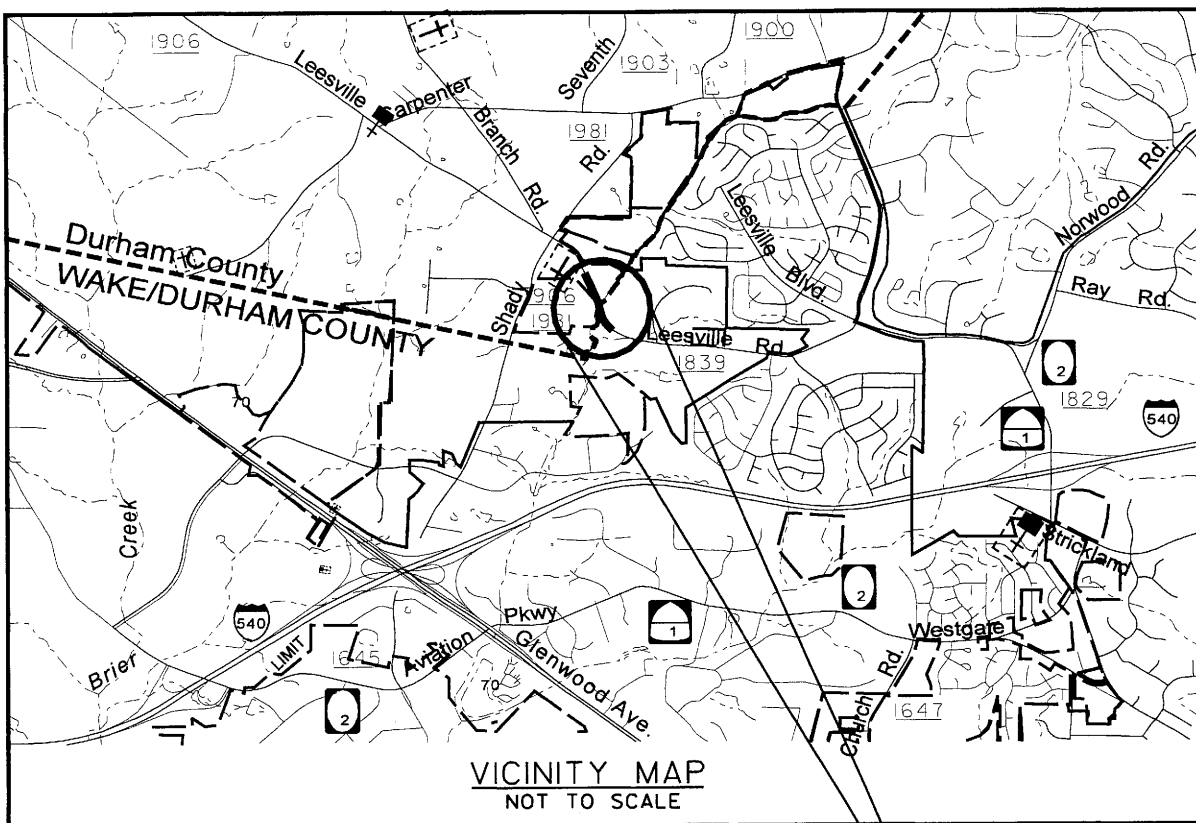 1906
1900
Leesville
Seventh
1903
Carpenter
Branch
1981
Rd.
Rd.
Rd.
Norwood
Leesville
Blvd.
Durham County
WAKE/DURHAM COUNTY
Shady
1906
1981
Ray Rd.
Leesville Rd.
1839
2
1829
70
1
540
Creek
Strickland
2
Pkwy
1
540
Westgate
LIMIT
1645
Aviation
Glenwood Ave.
Brier
70
Rd.
2
1647
Church
VICINITY MAP
NOT TO SCALE